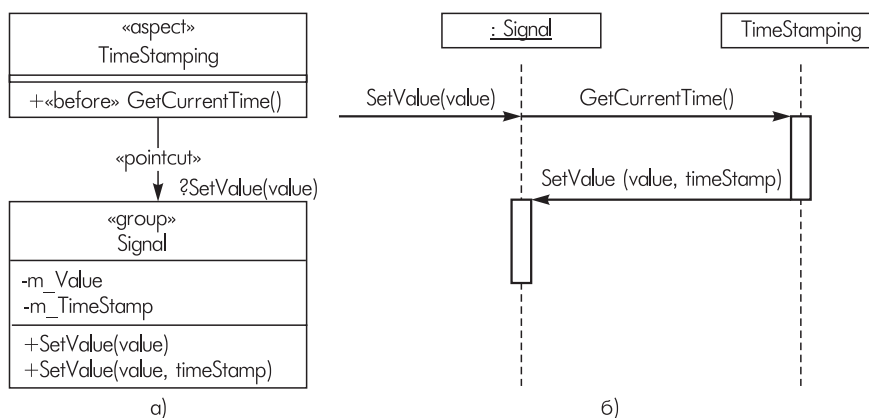 «aspect»
TimeStamping
+«before» GetCurrentTime()
«pointcut»
?SetValue(value)
«group»
Signal
-m_Value
-m_TimeStamp
+SetValue(value)
+SetValue(value, timeStamp)
а)
: Signal
TimeStamping
SetValue(value)
GetCurrentTime()
SetValue (value, timeStamp)
б)